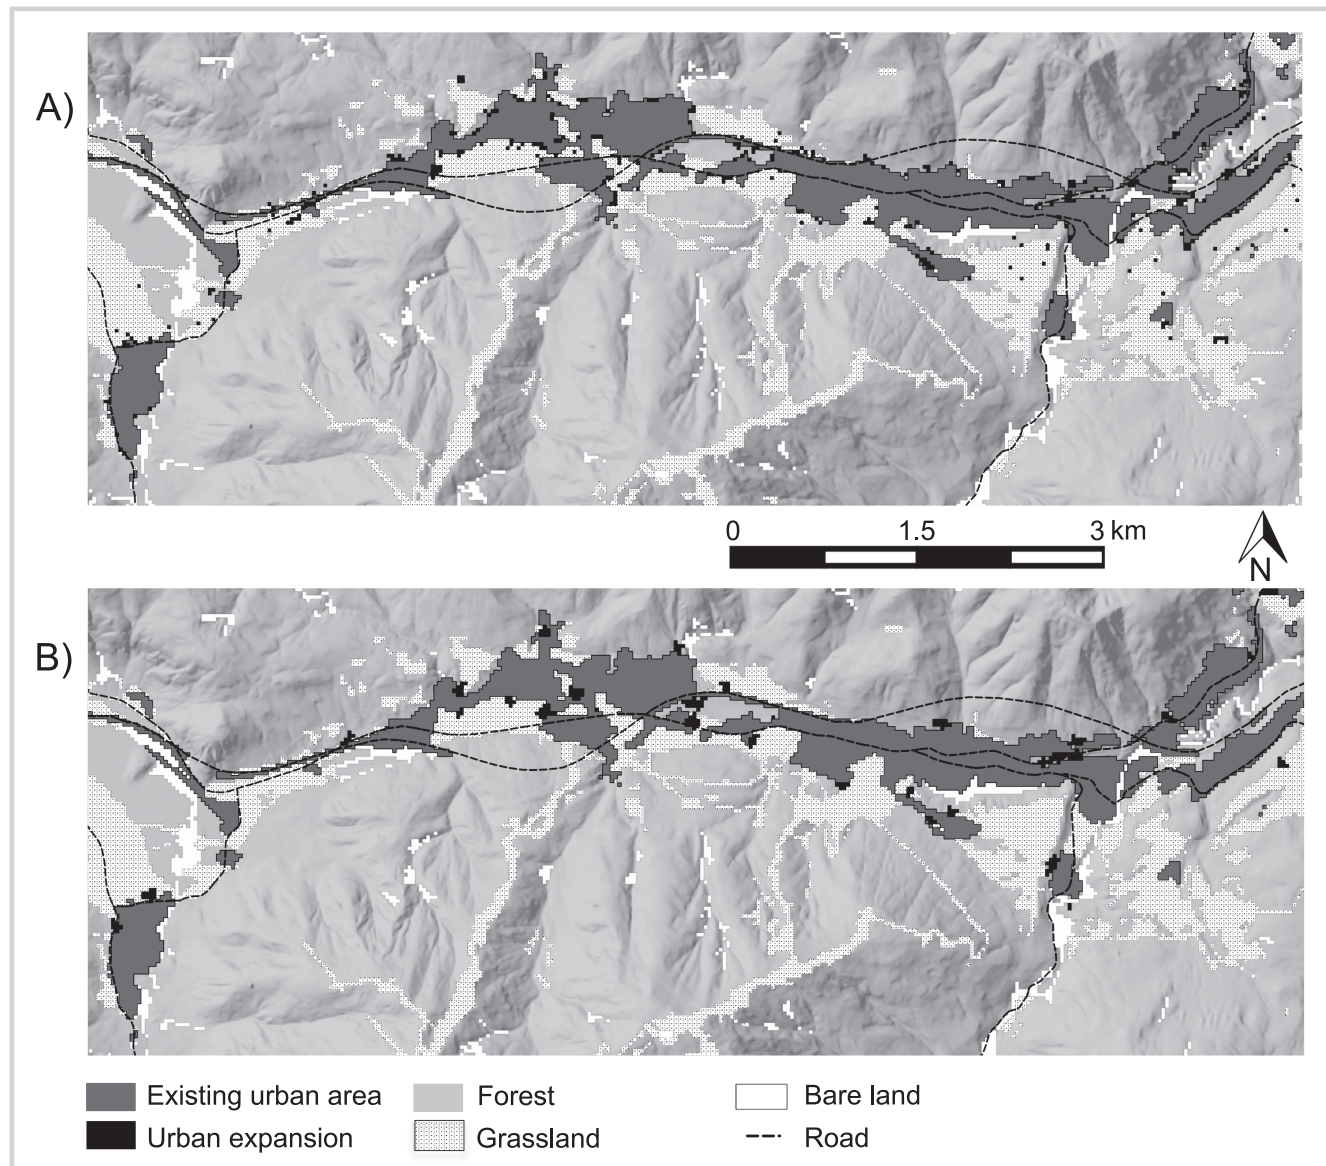 A)
0 1.5 3 km
N
B)
Existing urban area Forest Bare land
Urban expansion Grassland Road